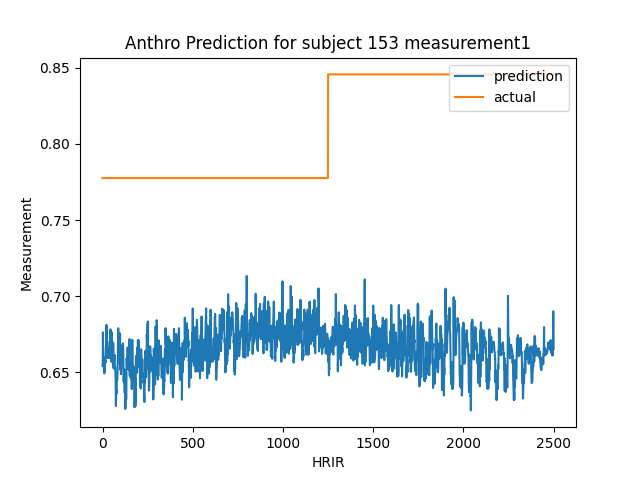 Anthro Prediction for subject 153 measurement1
prediction
actual
0.85
0.80
0.75
0.70
0.65
Measurement
0
500
1000
1500
2000
2500
HRIR